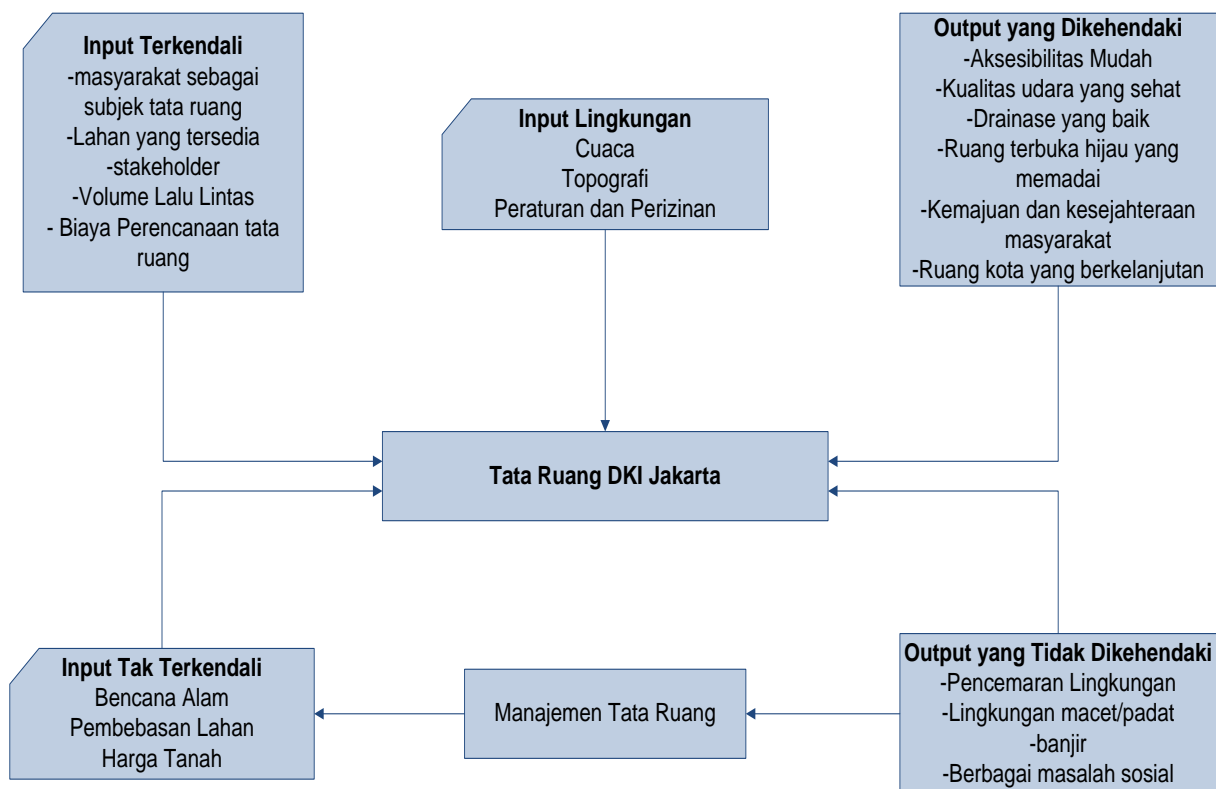 Input Terkendali
-masyarakat sebagai
subjek tata ruang
-Lahan yang tersedia
-stakeholder
-Volume Lalu Lintas
- Biaya Perencanaan tata
ruang
Input Lingkungan
Cuaca
Topografi
Peraturan dan Perizinan
Output yang Dikehendaki
-Aksesibilitas Mudah
-Kualitas udara yang sehat
-Drainase yang baik
-Ruang terbuka hijau yang
memadai
-Kemajuan dan kesejahteraan
masyarakat
-Ruang kota yang berkelanjutan
Tata Ruang DKI Jakarta
Input Tak Terkendali
Bencana Alam
Pembebasan Lahan
Harga Tanah
Manajemen Tata Ruang
Output yang Tidak Dikehendaki
-Pencemaran Lingkungan
-Lingkungan macet/padat
-banjir
-Berbagai masalah sosial